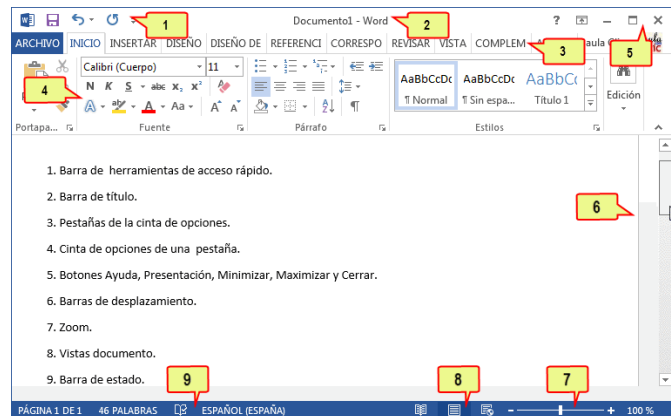 1
Documento1 - Word
2
?
ARCHIVO INICIO INSERTAR DISEÑO DISEÑO DE REFERENCI CORRESPO REVISAR VISTA COMPLEM
3
5
Calibri (Cuerpo) 11
4
N K S abc X₂ X²
A aby A Aa A A
AaBbCcDc AaBbCcDc AaBbCc
¶ Normal ¶ Sin espa... Título 1
Edición
Portapa... Fuente Párrafo Estilos
1. Barra de herramientas de acceso rápido.
2. Barra de título.
6
3. Pestañas de la cinta de opciones.
4. Cinta de opciones de una pestaña.
5. Botones Ayuda, Presentación, Minimizar, Maximizar y Cerrar.
6. Barras de desplazamiento.
7. Zoom.
8. Vistas documento.
9. Barra de estado.
9
8
7
PÁGINA 1 DE 1 46 PALABRAS ESPAÑOL (ESPAÑA) 100 %